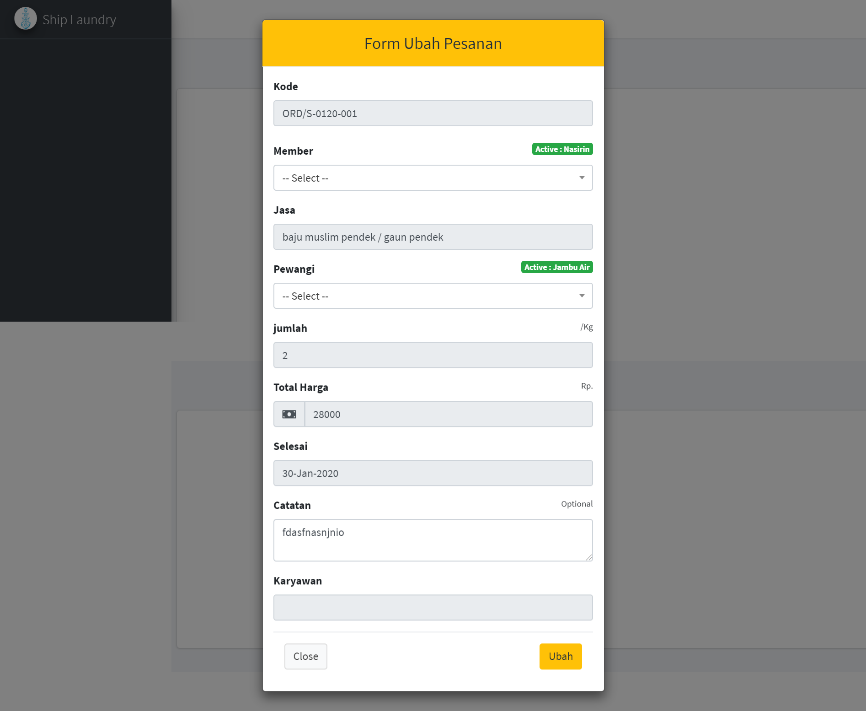 Ship Laundry
Form Ubah Pesanan
Kode
ORD/S-0120-001
Member
Active : Nasirin
-- Select --
Jasa
baju muslim pendek / gaun pendek
Pewangi
Active : Jambu Air
-- Select --
jumlah
/Kg
2
Total Harga
Rp.
28000
Selesai
30-Jan-2020
Catatan
Optional
fdasfnasnjnio
Karyawan
Close
Ubah